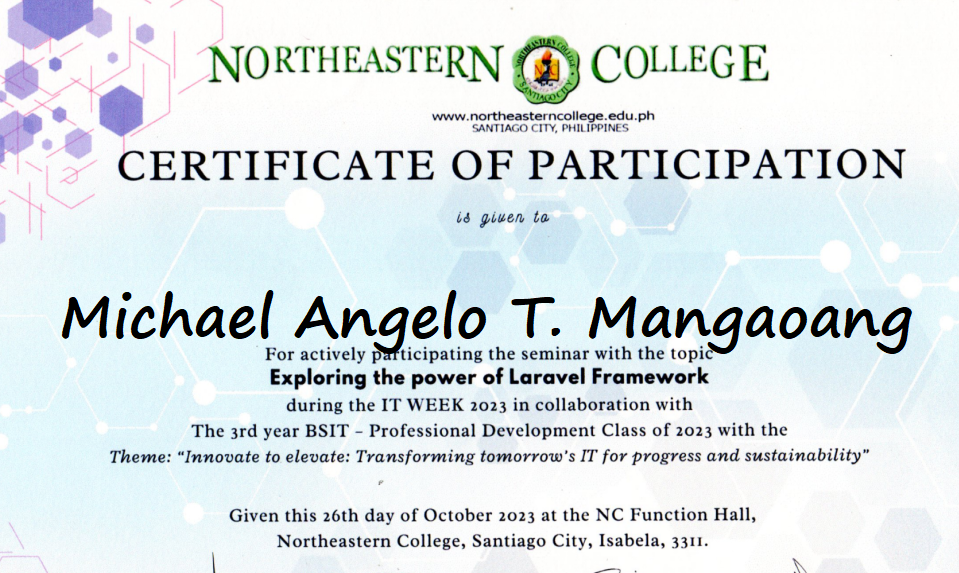 NORTHEASTERN COLLEGE
NORTHEASTERN COLLEGE
SANTIAGO CITY
www.northeasterncollege.edu.ph
SANTIAGO CITY, PHILIPPINES
CERTIFICATE OF PARTICIPATION
is given to
Michael Angelo T. Mangaoang
For actively participating the seminar with the topic
Exploring the power of Laravel Framework
during the IT WEEK 2023 in collaboration with
The 3rd year BSIT – Professional Development Class of 2023 with the
Theme: “Innovate to elevate: Transforming tomorrow's IT for progress and sustainability”
Given this 26th day of October 2023 at the NC Function Hall,
Northeastern College, Santiago City, Isabela, 3311.